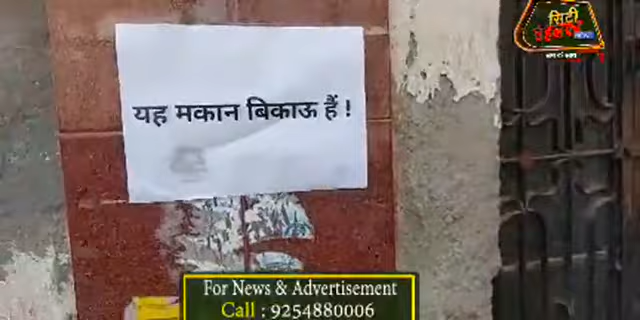 सिटी
यह मकान बिकाऊ हैं !
For News & Advertisement
Call : 9254880006